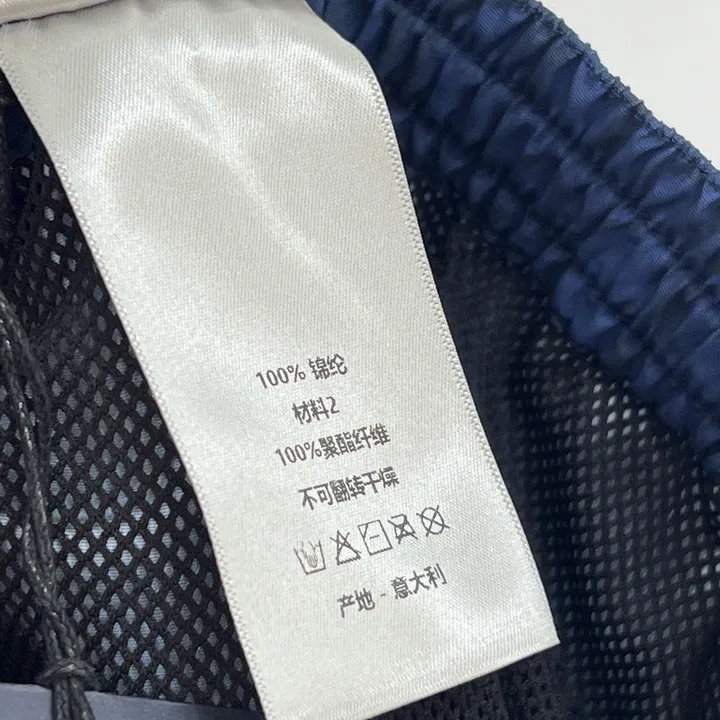 100% 锦纶
材料2
100%聚酯纤维
不可翻转干燥
产地 - 意大利